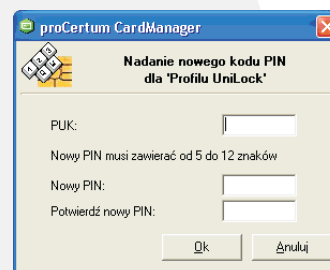 proCertum CardManager
Nadanie nowego kodu PIN
dla 'Profilu UniLock'
PUK:
Nowy PIN musi zawierać od 5 do 12 znaków
Nowy PIN:
Potwierdź nowy PIN:
Ok
Anuluj